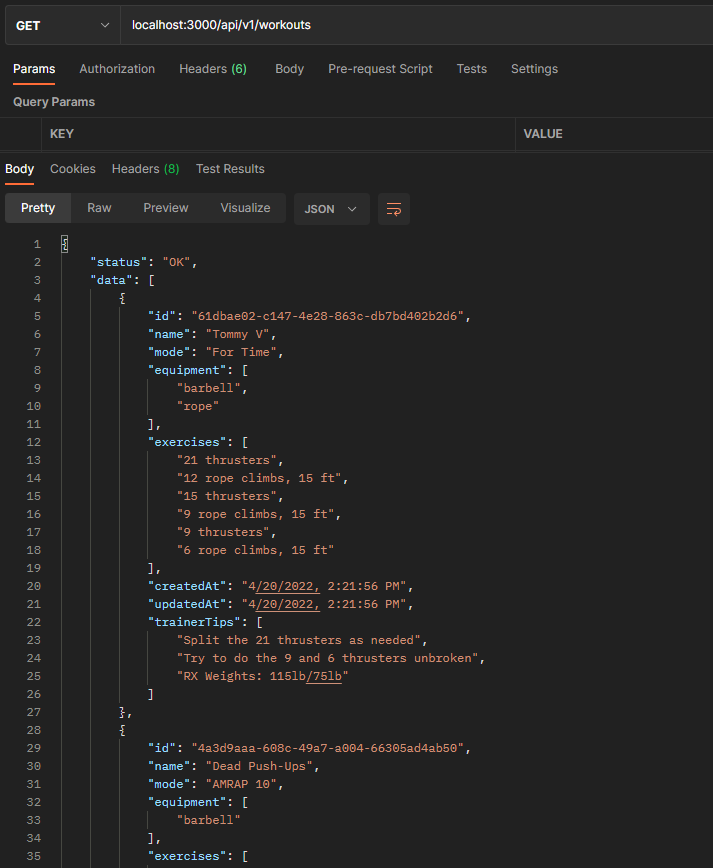 GET localhost:3000/api/v1/workouts
Params Authorization Headers (6) Body Pre-request Script Tests Settings
Query Params
KEY VALUE
Body Cookies Headers (8) Test Results
Pretty Raw Preview Visualize JSON
1 {
2 "status": "OK",
3 "data": [
4 {
5 "id": "61dbae02-c147-4e28-863c-db7bd402b2d6",
6 "name": "Tommy V",
7 "mode": "For Time",
8 "equipment": [
9 "barbell",
10 "rope"
11 ],
12 "exercises": [
13 "21 thrusters",
14 "12 rope climbs, 15 ft",
15 "15 thrusters",
16 "9 rope climbs, 15 ft",
17 "9 thrusters",
18 "6 rope climbs, 15 ft"
19 ],
20 "createdAt": "4/20/2022, 2:21:56 PM",
21 "updatedAt": "4/20/2022, 2:21:56 PM",
22 "trainerTips": [
23 "Split the 21 thrusters as needed",
24 "Try to do the 9 and 6 thrusters unbroken",
25 "RX Weights: 115lb/75lb"
26 ]
27 },
28 {
29 "id": "4a3d9aaa-608c-49a7-a004-66305ad4ab50",
30 "name": "Dead Push-Ups",
31 "mode": "AMRAP 10",
32 "equipment": [
33 "barbell"
34 ],
35 "exercises": [